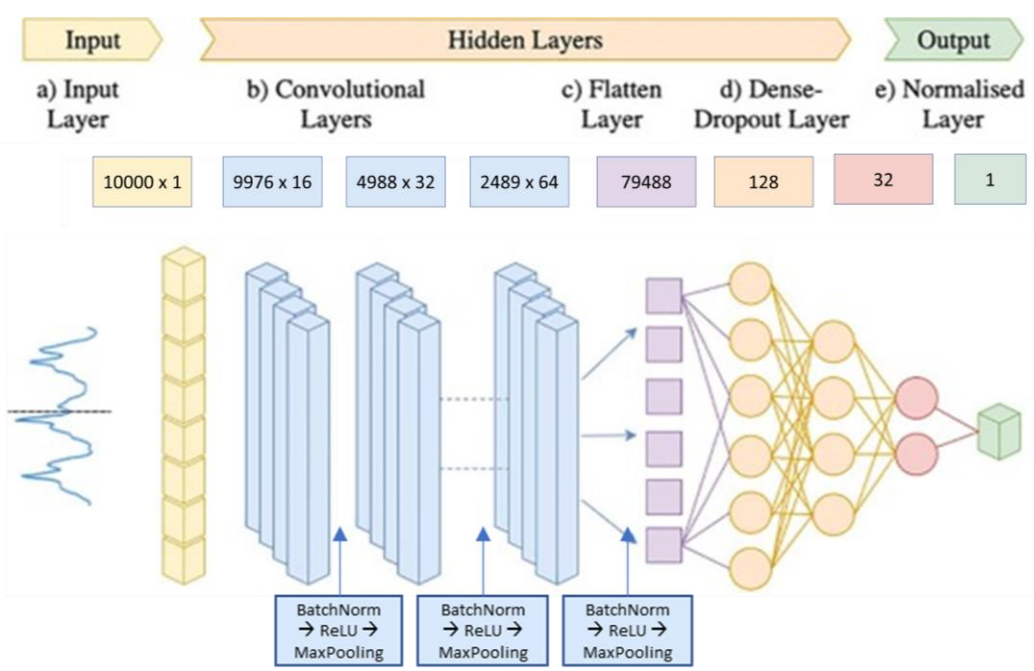 Input
Hidden Layers
Output
a) Input
Layer
b) Convolutional
Layers
c) Flatten
Layer
d) Dense-
Dropout Layer
e) Normalised
Layer
10000 x 1
9976 x 16
4988 x 32
2489 x 64
79488
128
32
1
BatchNorm
→ ReLU →
MaxPooling
BatchNorm
→ ReLU →
MaxPooling
BatchNorm
→ ReLU →
MaxPooling